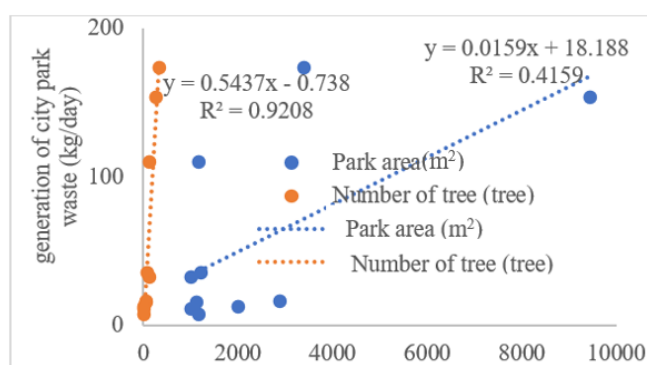 200
y = 0.0159x + 18.188
R² = 0.4159
y = 0.5437x - 0.738
R² = 0.9208
generation of city park
waste (kg/day)
100
Park area(m²)
Number of tree (tree)
Park area (m²)
Number of tree (tree)
0
0 2000 4000 6000 8000 10000